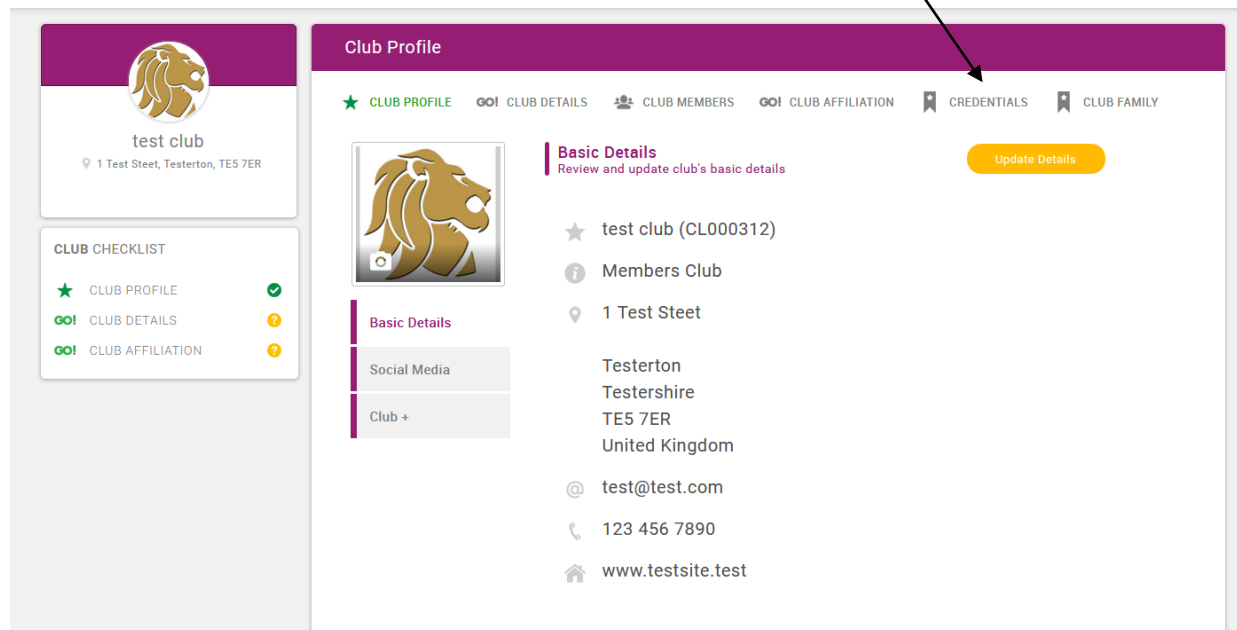 Club Profile
CLUB PROFILE GO! CLUB DETAILS CLUB MEMBERS GO! CLUB AFFILIATION CREDENTIALS CLUB FAMILY
test club
1 Test Steet, Testerton, TE5 7ER
CLUB CHECKLIST
CLUB PROFILE
GO! CLUB DETAILS ?
GO! CLUB AFFILIATION ?
Basic Details
Social Media
Club +
Basic Details
Review and update club's basic details
Update Details
test club (CL000312)
Members Club
1 Test Steet
Testerton
Testershire
TE5 7ER
United Kingdom
@ test@test.com
123 456 7890
www.testsite.test